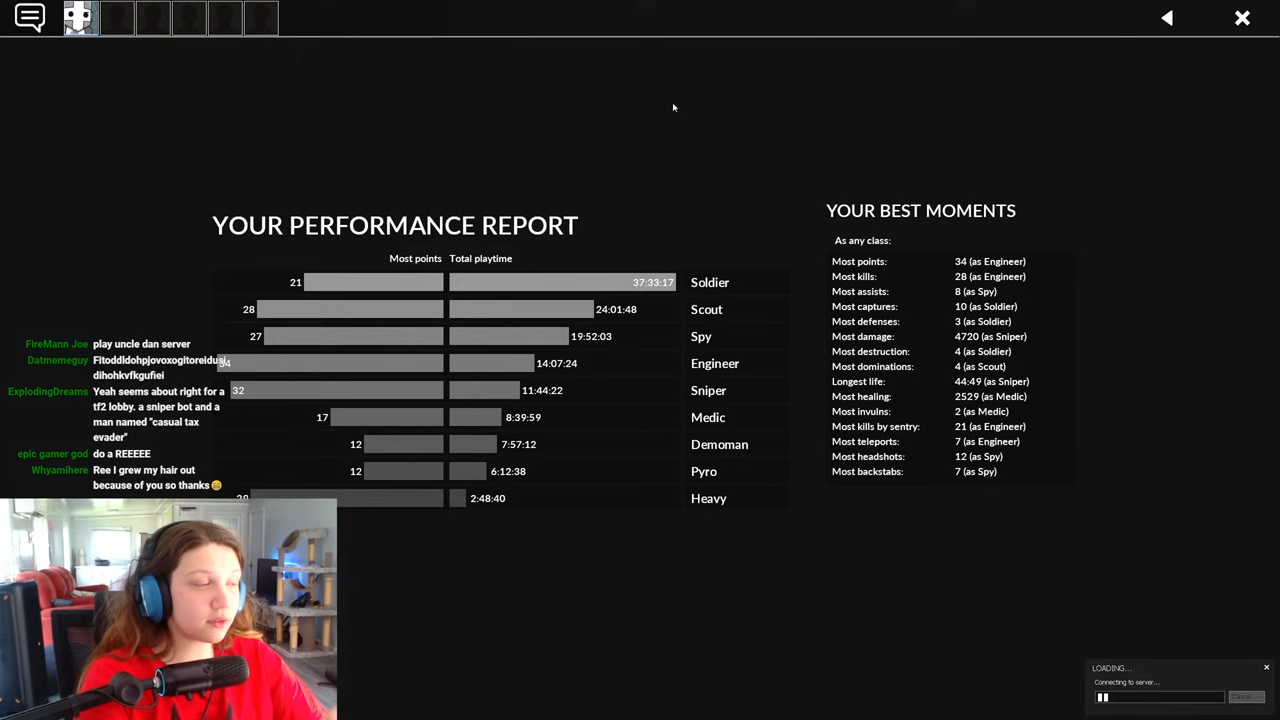 YOUR PERFORMANCE REPORT
Most points Total playtime
21 37:33:17 Soldier
28 24:01:48 Scout
27 19:52:03 Spy
34 14:07:24 Engineer
32 11:44:22 Sniper
17 8:39:59 Medic
12 7:57:12 Demoman
12 6:12:38 Pyro
2:48:40 Heavy
YOUR BEST MOMENTS
As any class:
Most points: 34 (as Engineer)
Most kills: 28 (as Engineer)
Most assists: 8 (as Spy)
Most captures: 10 (as Soldier)
Most defenses: 3 (as Soldier)
Most damage: 4720 (as Sniper)
Most destruction: 4 (as Soldier)
Most dominations: 4 (as Scout)
Longest life: 44:49 (as Sniper)
Most healing: 2529 (as Medic)
Most invulns: 2 (as Medic)
Most kills by sentry: 21 (as Engineer)
Most teleports: 7 (as Engineer)
Most headshots: 12 (as Spy)
Most backstabs: 7 (as Spy)
FireMann Joe play uncle dan server
Datmemeguy Fitoddldohpjovoxogitoreidusj
dihohkvfkgufiei
ExplodingDreams Yeah seems about right for a
tf2 lobby. a sniper bot and a
man named "casual tax
evader"
epic gamer god do a REEEEE
Whyamihere Ree I grew my hair out
because of you so thanks😅
LOADING...
Connecting to server...
Cancel